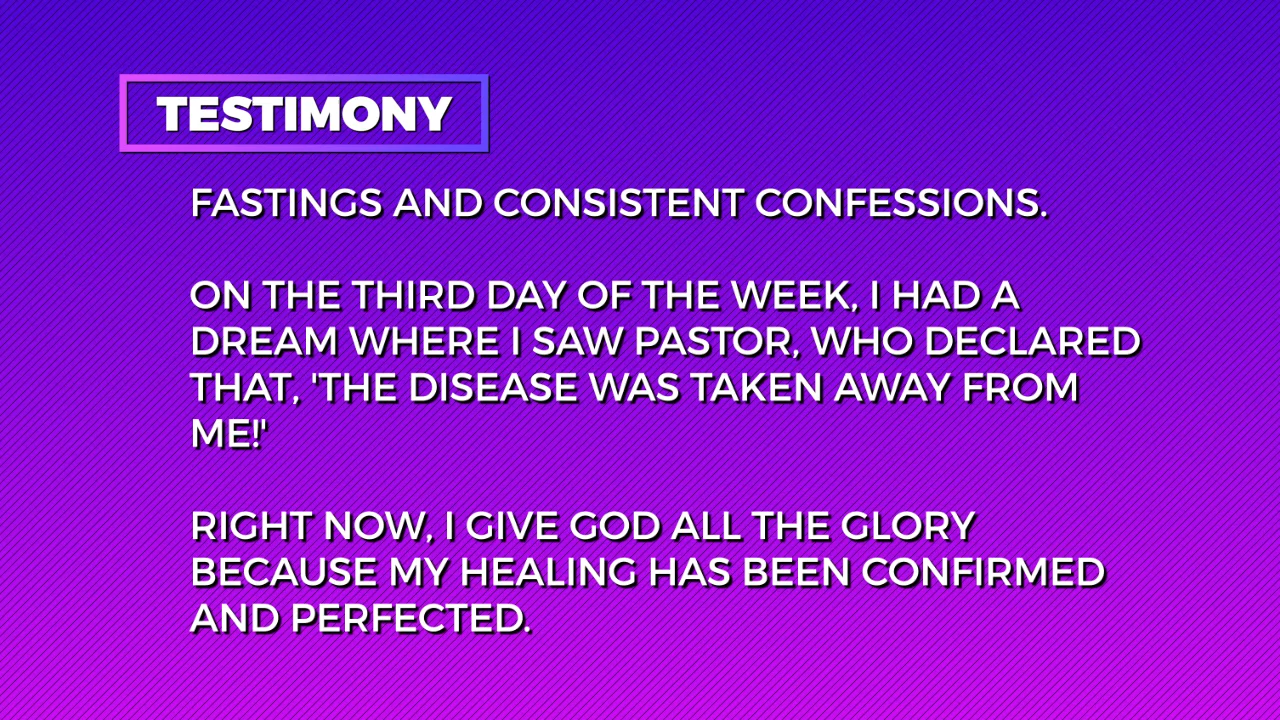 TESTIMONY
FASTINGS AND CONSISTENT CONFESSIONS.
ON THE THIRD DAY OF THE WEEK, I HAD A
DREAM WHERE I SAW PASTOR, WHO DECLARED
THAT, 'THE DISEASE WAS TAKEN AWAY FROM
ME!'
RIGHT NOW, I GIVE GOD ALL THE GLORY
BECAUSE MY HEALING HAS BEEN CONFIRMED
AND PERFECTED.